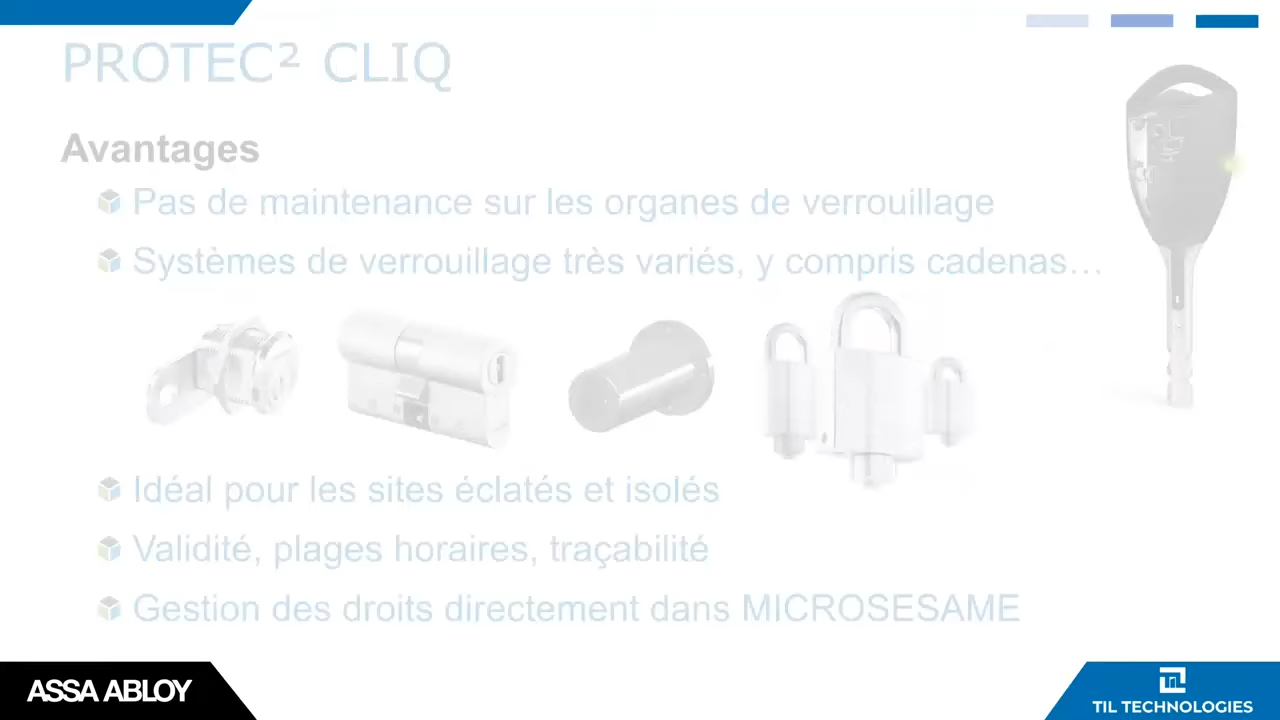 PROTEC² CLIQ
Avantages
Pas de maintenance sur les organes de verrouillage
Systèmes de verrouillage très variés, y compris cadenas…
Idéal pour les sites éclatés et isolés
Validité, plages horaires, traçabilité
Gestion des droits directement dans MICROSESAME
ASSA ABLOY
TIL TECHNOLOGIES